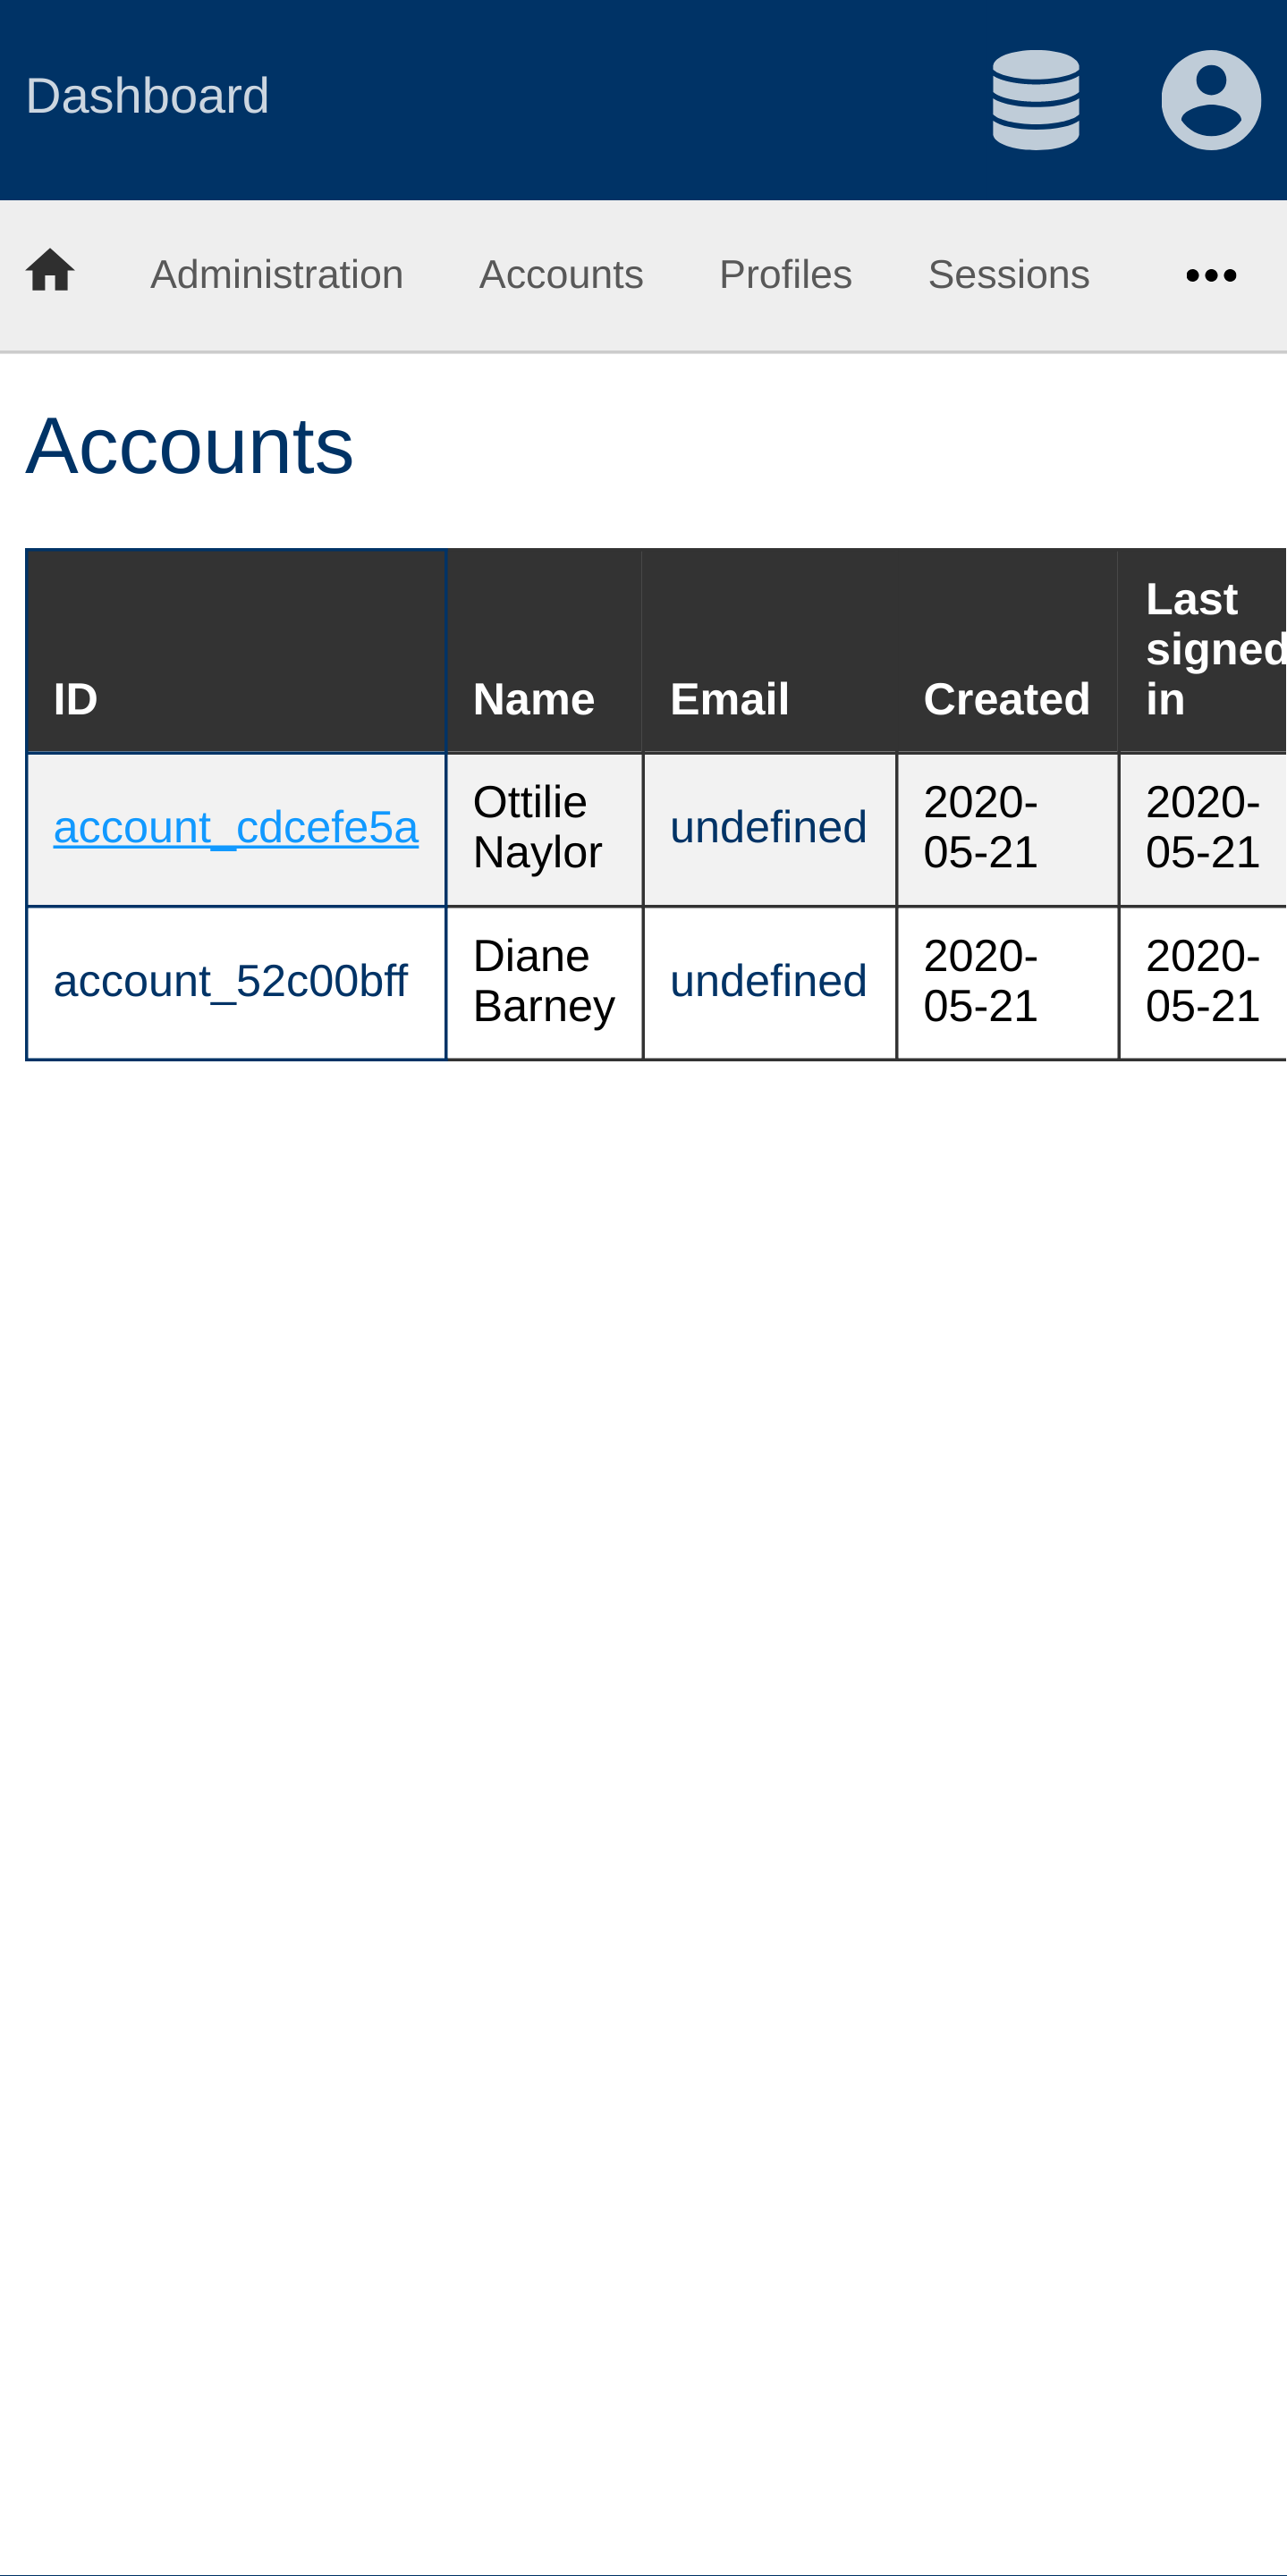 Dashboard
Administration Accounts Profiles Sessions
Accounts
ID Name Email Created Last signed in
account_cdcefe5a Ottilie Naylor undefined 2020-05-21 2020-05-21
account_52c00bff Diane Barney undefined 2020-05-21 2020-05-21